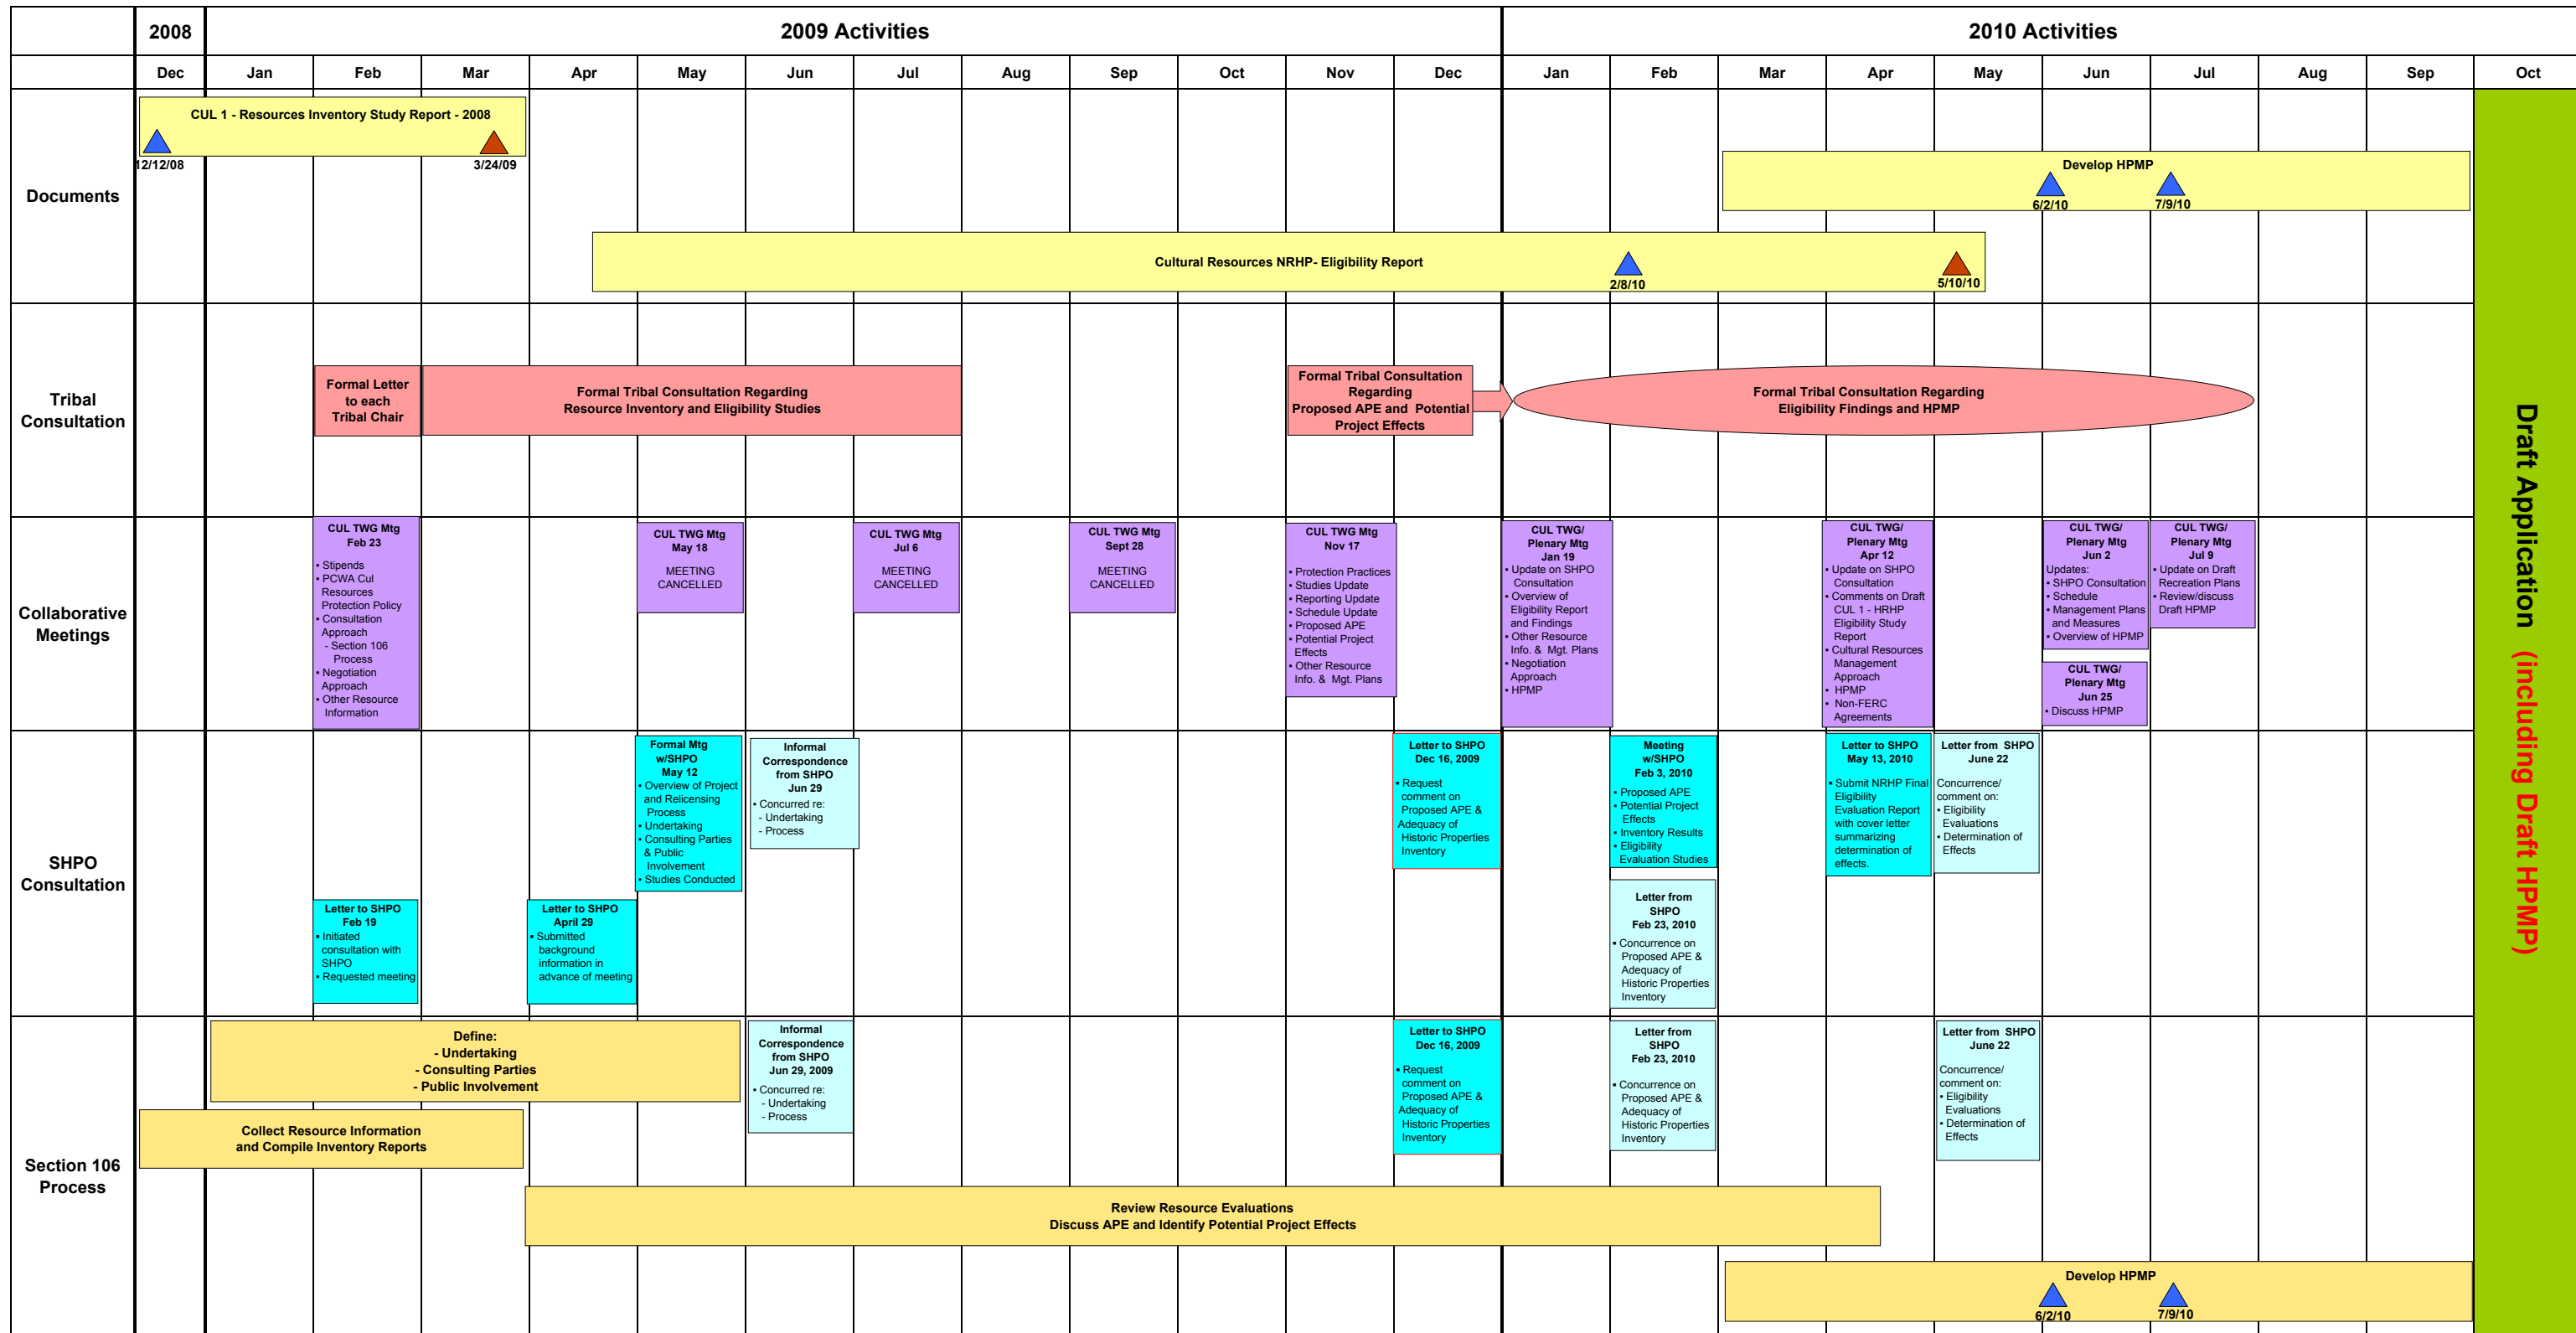 2008
2009 Activities
2010 Activities
Dec
Jan
Feb
Mar
Apr
May
Jun
Jul
Aug
Sep
Oct
Nov
Dec
Jan
Feb
Mar
Apr
May
Jun
Jul
Aug
Sep
Oct
Documents
CUL 1 - Resources Inventory Study Report - 2008
12/12/08
3/24/09
Develop HPMP
6/2/10
7/9/10
Cultural Resources NRHP- Eligibility Report
2/8/10
5/10/10
Tribal
Consultation
Formal Letter
to each
Tribal Chair
Formal Tribal Consultation Regarding
Resource Inventory and Eligibility Studies
Formal Tribal Consultation
Regarding
Proposed APE and Potential
Project Effects
Formal Tribal Consultation Regarding
Eligibility Findings and HPMP
Collaborative
Meetings
CUL TWG Mtg
Feb 23
▪ Stipends
▪ PCWA Cul
Resources
Protection Policy
▪ Consultation
Approach
- Section 106
Process
▪ Negotiation
Approach
▪ Other Resource
Information
CUL TWG Mtg
May 18
MEETING
CANCELLED
CUL TWG Mtg
Jul 6
MEETING
CANCELLED
CUL TWG Mtg
Sept 28
MEETING
CANCELLED
CUL TWG Mtg
Nov 17
▪ Protection Practices
▪ Studies Update
▪ Reporting Update
▪ Schedule Update
▪ Proposed APE
▪ Potential Project
Effects
▪ Other Resource
Info. & Mgt. Plans
CUL TWG/
Plenary Mtg
Jan 19
▪ Update on SHPO
Consultation
▪ Overview of
Eligibility Report
and Findings
▪ Other Resource
Info. & Mgt. Plans
▪ Negotiation
Approach
▪ HPMP
CUL TWG/
Plenary Mtg
Apr 12
▪ Update on SHPO
Consultation
▪ Comments on Draft
CUL 1 - HRHP
Eligibility Study
Report
▪ Cultural Resources
Management
Approach
▪ HPMP
▪ Non-FERC
Agreements
CUL TWG/
Plenary Mtg
Jun 2
Updates:
▪ SHPO Consultation
▪ Schedule
▪ Management Plans
and Measures
▪ Overview of HPMP
CUL TWG/
Plenary Mtg
Jun 25
▪ Discuss HPMP
CUL TWG/
Plenary Mtg
Jul 9
▪ Update on Draft
Recreation Plans
▪ Review/discuss
Draft HPMP
SHPO
Consultation
Letter to SHPO
Feb 19
▪ Initiated
consultation with
SHPO
▪ Requested meeting
Letter to SHPO
April 29
▪ Submitted
background
information in
advance of meeting
Formal Mtg
w/SHPO
May 12
▪ Overview of Project
and Relicensing
Process
▪ Undertaking
▪ Consulting Parties
& Public
Involvement
▪ Studies Conducted
Informal
Correspondence
from SHPO
Jun 29
▪ Concurred re:
- Undertaking
- Process
Letter to SHPO
Dec 16, 2009
▪ Request
comment on
Proposed APE &
Adequacy of
Historic Properties
Inventory
Meeting
w/SHPO
Feb 3, 2010
▪ Proposed APE
▪ Potential Project
Effects
▪ Inventory Results
▪ Eligibility
Evaluation Studies
Letter from
SHPO
Feb 23, 2010
▪ Concurrence on
Proposed APE &
Adequacy of
Historic Properties
Inventory
Letter to SHPO
May 13, 2010
▪ Submit NRHP Final
Eligibility
Evaluation Report
with cover letter
summarizing
determination of
effects.
Letter from SHPO
June 22
Concurrence/
comment on:
▪ Eligibility
Evaluations
▪ Determination of
Effects
Section 106
Process
Define:
- Undertaking
- Consulting Parties
- Public Involvement
Collect Resource Information
and Compile Inventory Reports
Informal
Correspondence
from SHPO
Jun 29, 2009
▪ Concurred re:
- Undertaking
- Process
Letter to SHPO
Dec 16, 2009
▪ Request
comment on
Proposed APE &
Adequacy of
Historic Properties
Inventory
Letter from
SHPO
Feb 23, 2010
▪ Concurrence on
Proposed APE &
Adequacy of
Historic Properties
Inventory
Letter from SHPO
June 22
Concurrence/
comment on:
▪ Eligibility
Evaluations
▪ Determination of
Effects
Review Resource Evaluations
Discuss APE and Identify Potential Project Effects
Develop HPMP
6/2/10
7/9/10
Draft Application (including Draft HPMP)